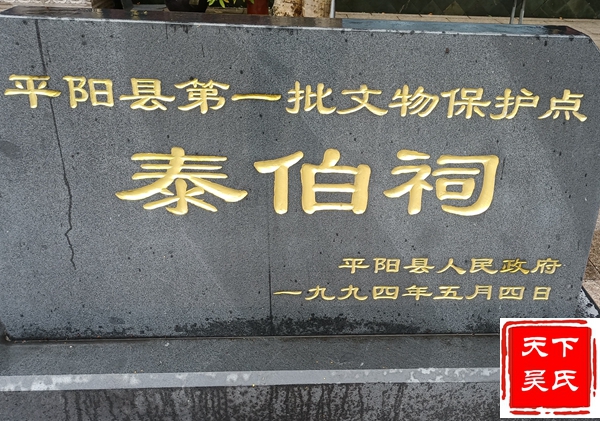 平阳县第一批文物保护点
泰伯祠
平阳县人民政府
一九九四年五月四日
天下
吴氏